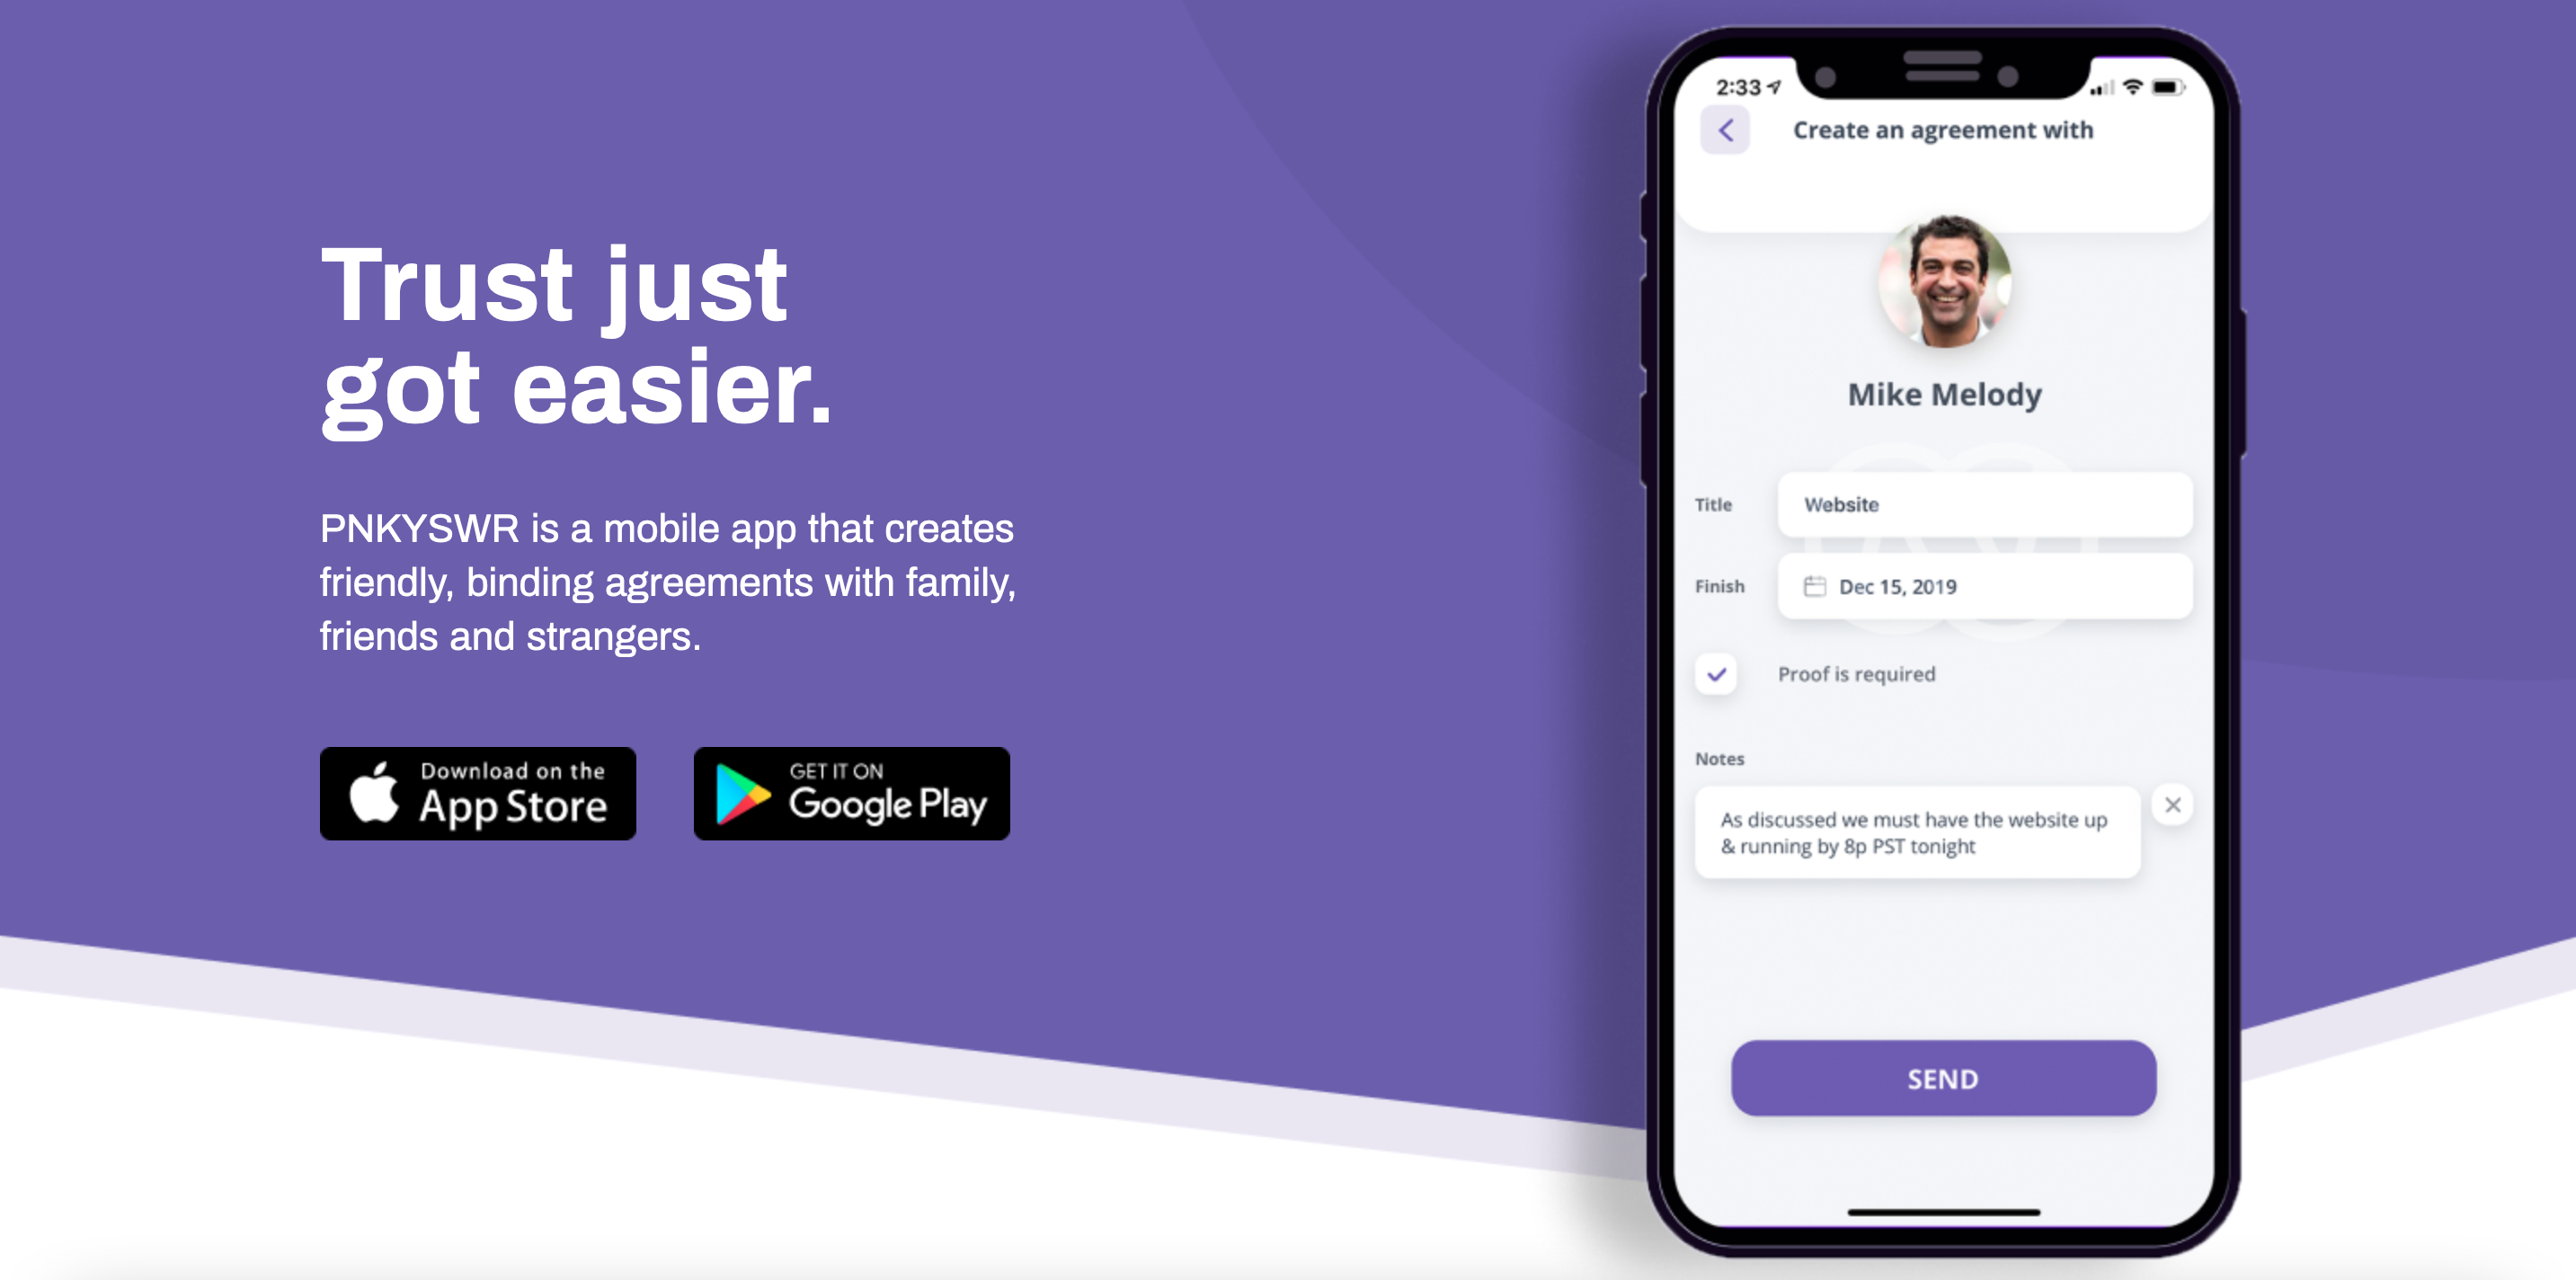 Trust just
got easier.
PNKYSWR is a mobile app that creates
friendly, binding agreements with family,
friends and strangers.
Download on the
App Store
GET IT ON
Google Play
2:33
Create an agreement with
Mike Melody
Title
Website
Finish
Dec 15, 2019
Proof is required
Notes
As discussed we must have the website up
& running by 8p PST tonight
SEND